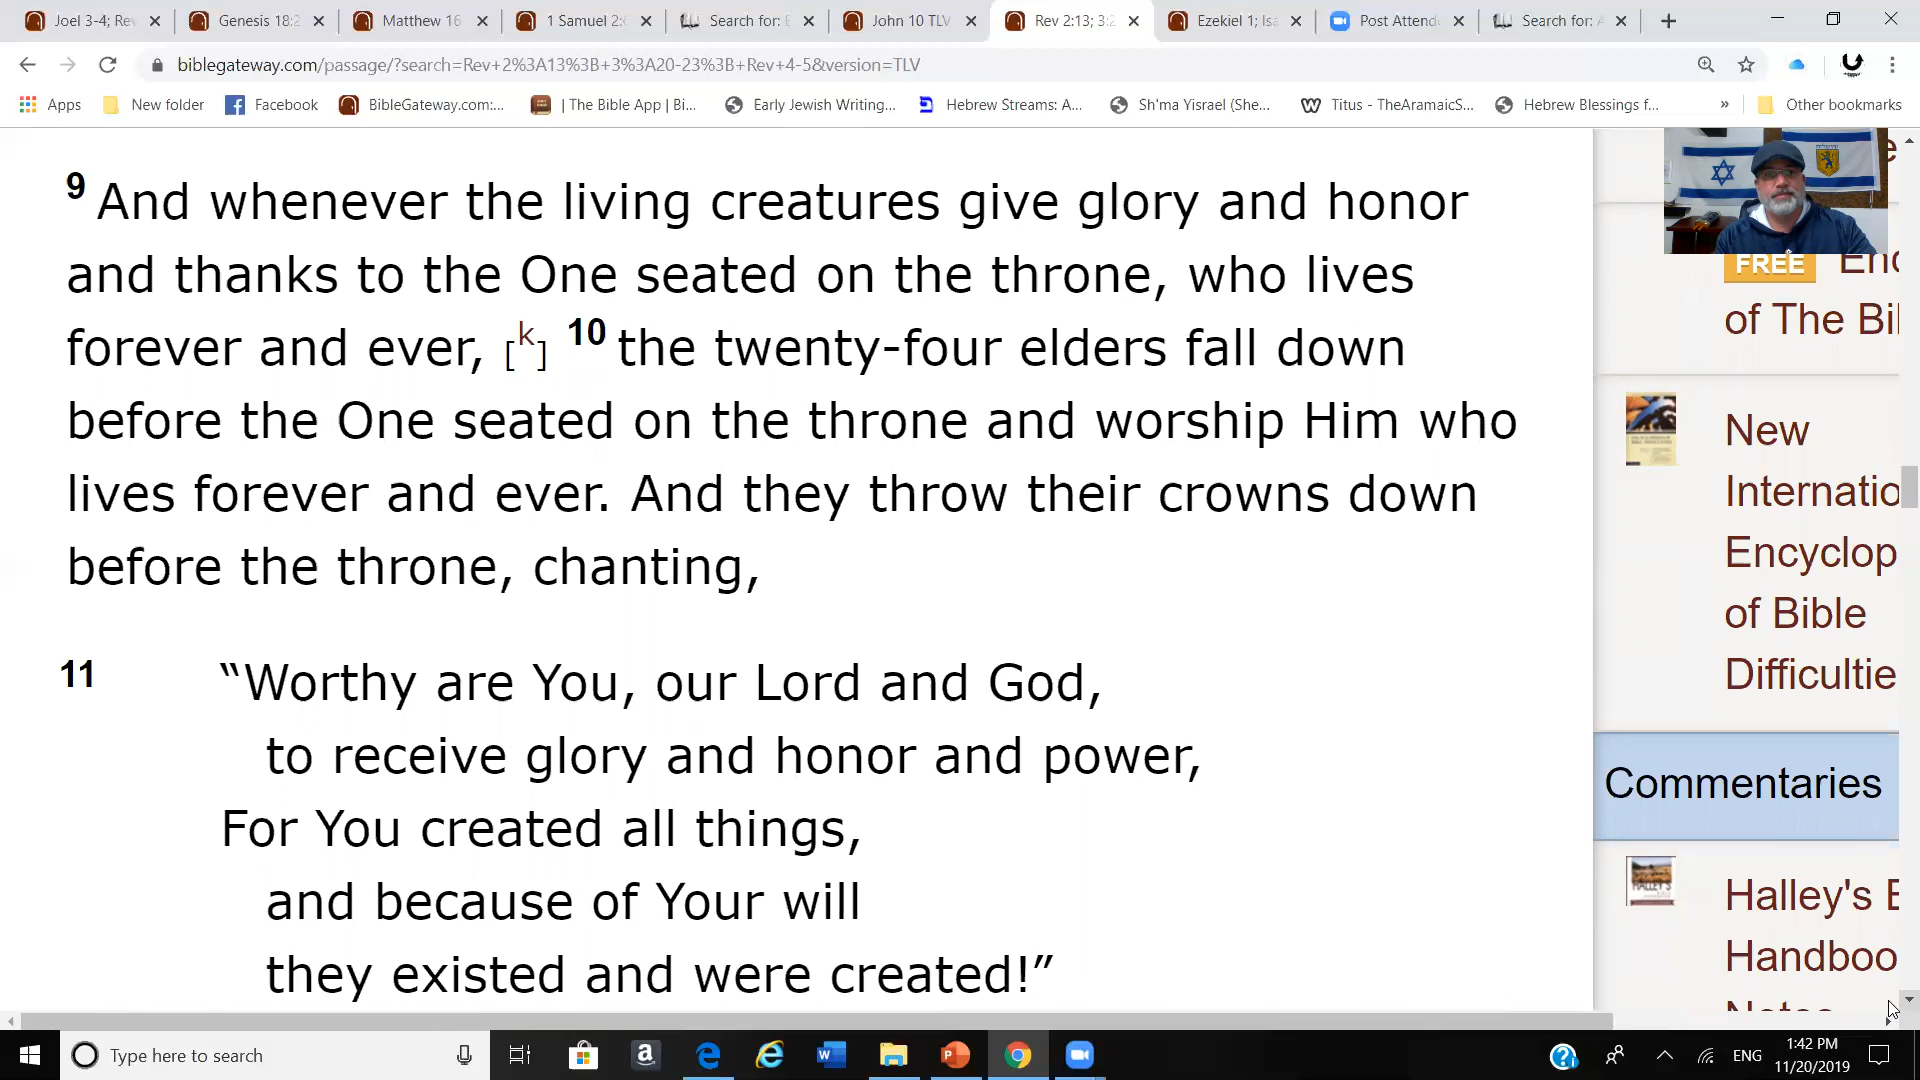 Joel 3-4; Rev
Genesis 18:2
Matthew 16
1 Samuel 2:
Search for: E
John 10 TLV
Rev 2:13; 3:2
Ezekiel 1; Isa
Post Attend
Search for: A
biblegateway.com/passage/?search=Rev+2%3A13%3B+3%3A20-23%3B+Rev+4-5&version=TLV
Apps
New folder
Facebook
BibleGateway.com:...
| The Bible App | Bi...
Early Jewish Writing...
Hebrew Streams: A...
Sh'ma Yisrael (She...
Titus - TheAramaicS...
Hebrew Blessings f...
»
Other bookmarks
9 And whenever the living creatures give glory and honor
and thanks to the One seated on the throne, who lives
forever and ever, [k] 10 the twenty-four elders fall down
before the One seated on the throne and worship Him who
lives forever and ever. And they throw their crowns down
before the throne, chanting,
11 “Worthy are You, our Lord and God,
to receive glory and honor and power,
For You created all things,
and because of Your will
they existed and were created!”
FREE Enc
of The Bi
New
Internatio
Encyclop
of Bible
Difficultie
Commentaries
Halley's
Handboo
Notes
Type here to search
ENG
1:42 PM
11/20/2019